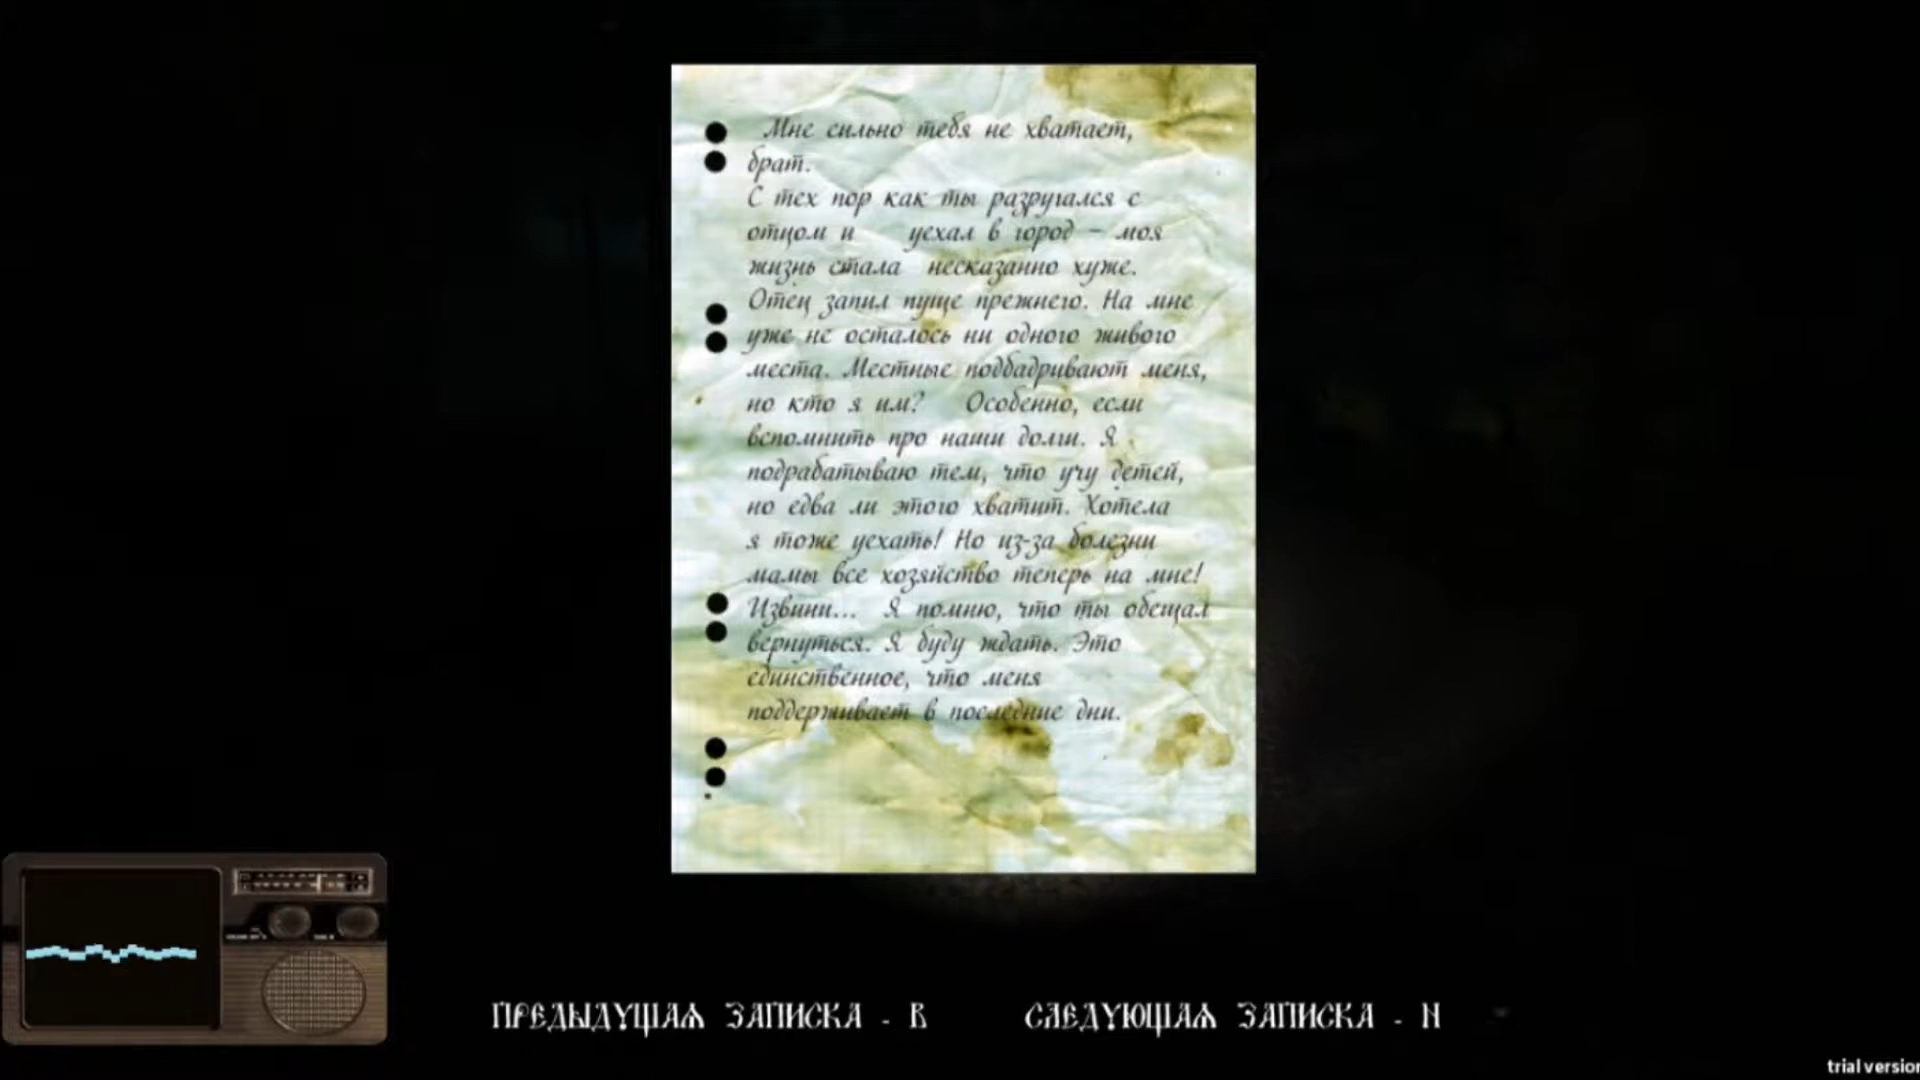 Мне сильно тебя не хватает,
брат.
С тех пор как ты разругался с
отцом и уехал в город – моя
жизнь стала несказанно хуже.
Отец запил пуще прежнего. На мне
уже не осталось ни одного живого
места. Местные подбадривают меня,
но кто я им? Особенно, если
вспомнить про наши долги. Я
подрабатываю тем, что учу детей,
но едва ли этого хватит. Хотела
я тоже уехать! Но из-за болезни
мамы все хозяйство теперь на мне!
Извини... Я помню, что ты обещал
вернуться. Я буду ждать. Это
единственное, что меня
поддерживает в последние дни.
ПРЕДЫДУЩАЯ ЗАПИСКА - B СЛЕДУЮЩАЯ ЗАПИСКА - N
trial version